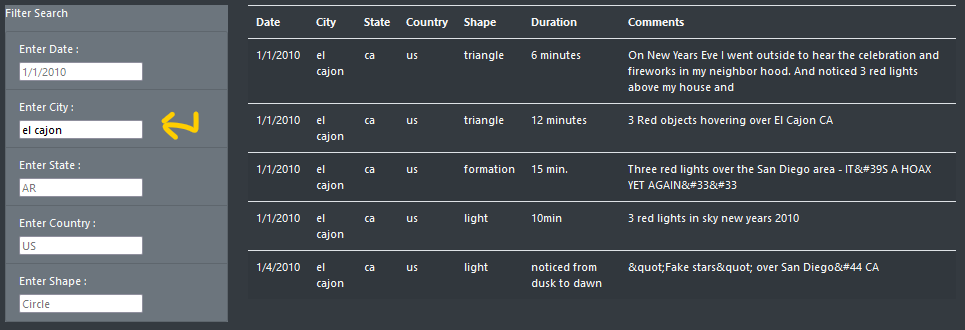 Filter Search
Enter Date :
1/1/2010
Enter City :
el cajon
Enter State :
AR
Enter Country :
US
Enter Shape :
Circle
Date City State Country Shape Duration Comments
1/1/2010 el cajon ca us triangle 6 minutes On New Years Eve I went outside to hear the celebration and
fireworks in my neighbor hood. And noticed 3 red lights
above my house and
1/1/2010 el cajon ca us triangle 12 minutes 3 Red objects hovering over El Cajon CA
1/1/2010 el cajon ca us formation 15 min. Three red lights over the San Diego area - IT&#39S A HOAX
YET AGAIN&#33&#33
1/1/2010 el cajon ca us light 10min 3 red lights in sky new years 2010
1/4/2010 el cajon ca us light noticed from dusk to dawn &quot;Fake stars&quot; over San Diego&#44 CA